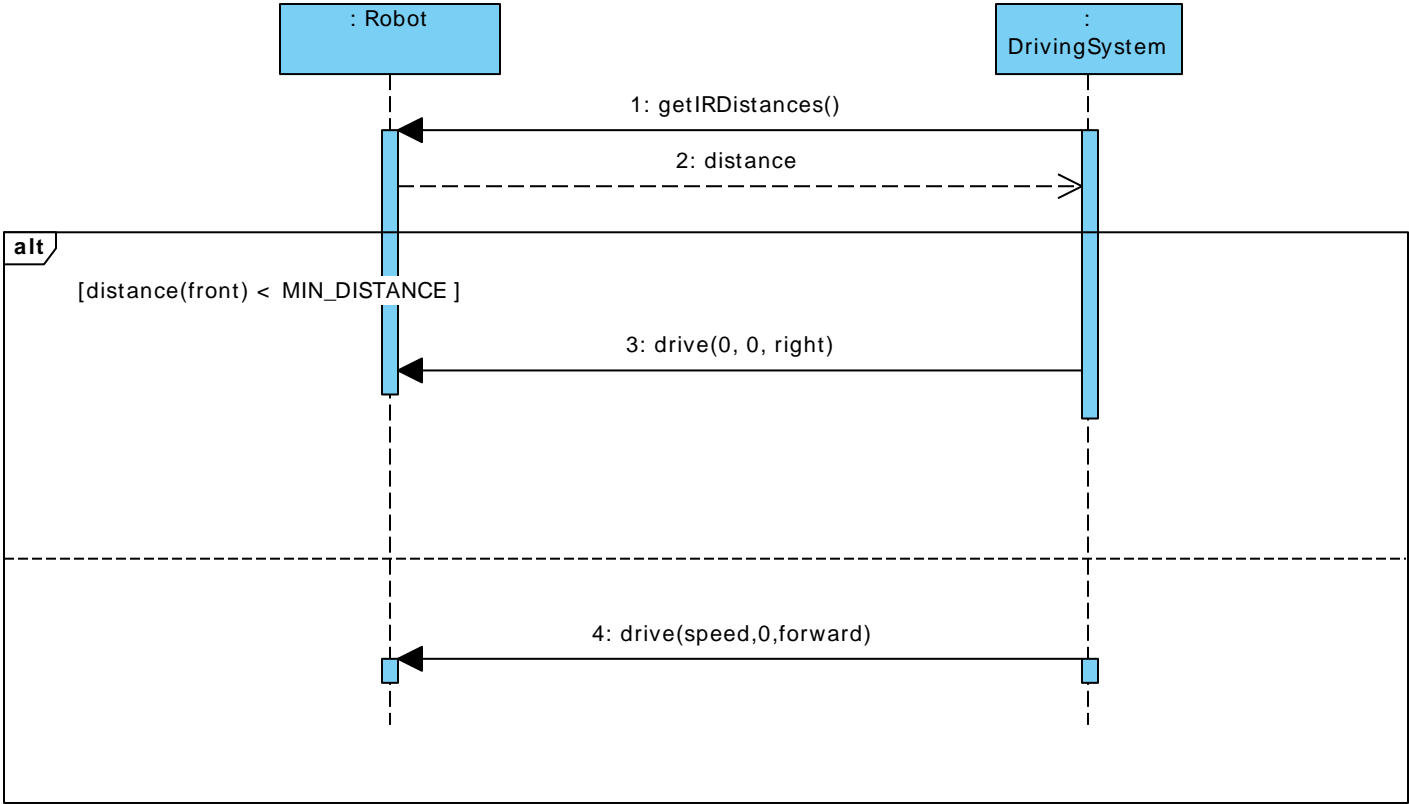 : Robot
:
DrivingSystem
1: getIRDistances()
2: distance
alt
[distance(front) < MIN_DISTANCE ]
3: drive(0, 0, right)
4: drive(speed,0,forward)